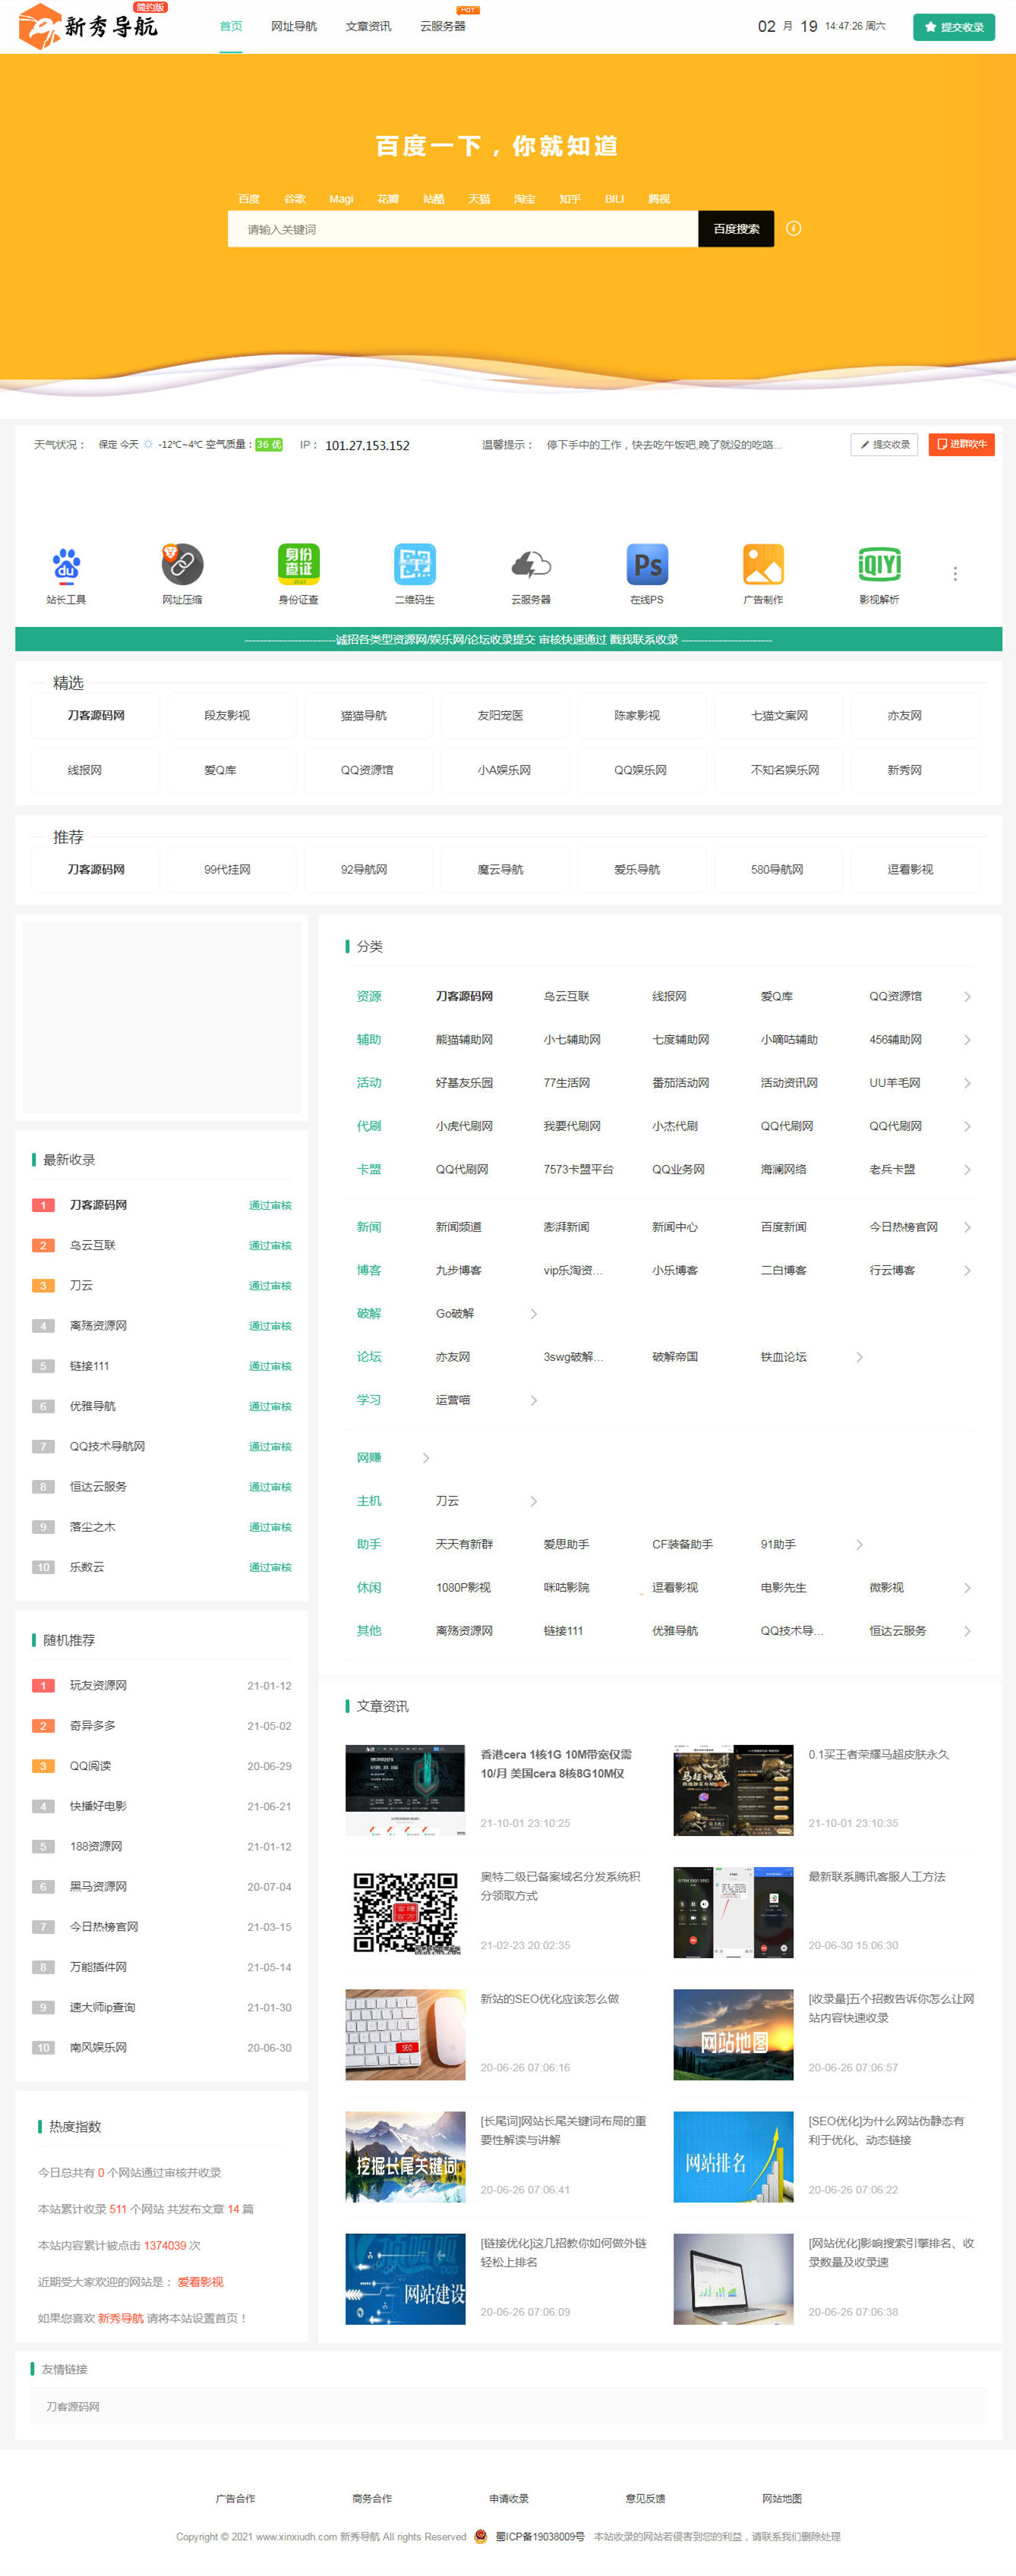 简约版
新秀导航
首页 网址导航 文章资讯 云服务器 HOT
02 月 19 14:47:26 周六 提交收录
百度一下，你就知道
百度 谷歌 Magi 花瓣 站酷 天猫 淘宝 知乎 BILI 腾视
请输入关键词 百度搜索
天气状况： 保定 今天 -12℃~4℃ 空气质量：36 优 IP： 101.27.153.152 温馨提示： 停下手中的工作，快去吃午饭吧,晚了就没的吃咯... 提交收录 进群吹牛
站长工具 网址压缩 身份证查 二维码生 云服务器 在线PS 广告制作 影视解析
------------------------诚招各类型资源网/娱乐网/论坛收录提交 审核快速通过 戳我联系收录 ------------------------
精选
刀客源码网 段友影视 猫猫导航 友阳宠医 陈家影视 七猫文案网 亦友网
线报网 爱Q库 QQ资源馆 小A娱乐网 QQ娱乐网 不知名娱乐网 新秀网
推荐
刀客源码网 99代挂网 92导航网 魔云导航 爱乐导航 580导航网 逗看影视
分类
资源 刀客源码网 乌云互联 线报网 爱Q库 QQ资源馆
辅助 熊猫辅助网 小七辅助网 七度辅助网 小嘀咕辅助 456辅助网
活动 好基友乐园 77生活网 番茄活动网 活动资讯网 UU羊毛网
代刷 小虎代刷网 我要代刷网 小杰代刷 QQ代刷网 QQ代刷网
卡盟 QQ代刷网 7573卡盟平台 QQ业务网 海澜网络 老兵卡盟
新闻 新闻频道 澎湃新闻 新闻中心 百度新闻 今日热榜官网
博客 九步博客 vip乐淘资... 小乐博客 二白博客 行云博客
破解 Go破解
论坛 亦友网 3swg破解... 破解帝国 铁血论坛
学习 运营喵
网赚
主机 刀云
助手 天天有新群 爱思助手 CF装备助手 91助手
休闲 1080P影视 咪咕影院 逗看影视 电影先生 微影视
其他 离殇资源网 链接111 优雅导航 QQ技术导... 恒达云服务
最新收录
1 刀客源码网 通过审核
2 乌云互联 通过审核
3 刀云 通过审核
4 离殇资源网 通过审核
5 链接111 通过审核
6 优雅导航 通过审核
7 QQ技术导航网 通过审核
8 恒达云服务 通过审核
9 落尘之木 通过审核
10 乐数云 通过审核
随机推荐
1 玩友资源网 21-01-12
2 奇异多多 21-05-02
3 QQ阅读 20-06-29
4 快播好电影 21-06-21
5 188资源网 21-01-12
6 黑马资源网 20-07-04
7 今日热榜官网 21-03-15
8 万能插件网 21-05-14
9 速大师ip查询 21-01-30
10 南风娱乐网 20-06-30
热度指数
今日总共有 0 个网站通过审核并收录
本站累计收录 511 个网站 共发布文章 14 篇
本站内容累计被点击 1374039 次
近期受大家欢迎的网站是： 爱看影视
如果您喜欢 新秀导航 请将本站设置首页！
文章资讯
香港cera 1核1G 10M带宽仅需
10/月 美国cera 8核8G10M仅
21-10-01 23:10:25
0.1买王者荣耀马超皮肤永久
21-10-01 23:10:35
奥特二级已备案域名分发系统积
分领取方式
21-02-23 20:02:35
最新联系腾讯客服人工方法
20-06-30 15:06:30
SEO
新站的SEO优化应该怎么做
20-06-26 07:06:16
网站地图
[收录量]五个招数告诉你怎么让网
站内容快速收录
20-06-26 07:06:57
挖掘长尾关键词
[长尾词]网站长尾关键词布局的重
要性解读与讲解
20-06-26 07:06:41
网站排名
[SEO优化]为什么网站伪静态有
利于优化、动态链接
20-06-26 07:06:22
网站建设
[链接优化]这几招教你如何做外链
轻松上排名
20-06-26 07:06:09
[网站优化]影响搜索引擎排名、收
录数量及收录速
20-06-26 07:06:38
友情链接
刀客源码网
广告合作 商务合作 申请收录 意见反馈 网站地图
Copyright © 2021 www.xinxiudh.com 新秀导航 All rights Reserved 蜀ICP备19038009号 本站收录的网站若侵害到您的利益，请联系我们删除处理